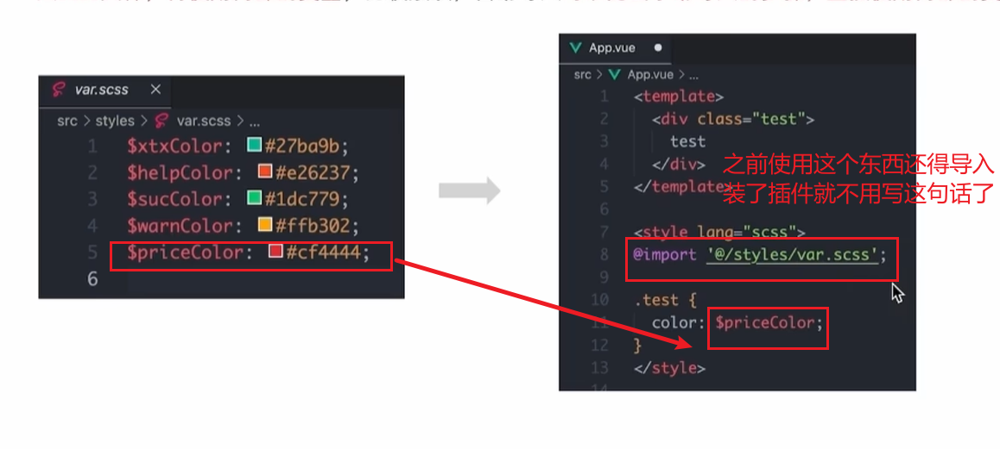 var.scss
src > styles > var.scss > ...
1 $xtxColor: #27ba9b;
2 $helpColor: #e26237;
3 $sucColor: #1dc779;
4 $warnColor: #ffb302;
5 $priceColor: #cf4444;
6
App.vue
src > App.vue > ...
1 <template>
2 <div class="test">
3 test
4 </div>
5 </template>
6
7 <style lang="scss">
8 @import '@/styles/var.scss';
9
10 .test {
11 color: $priceColor;
12 }
13 </style>
14
之前使用这个东西还得导入
装了插件就不用写这句话了